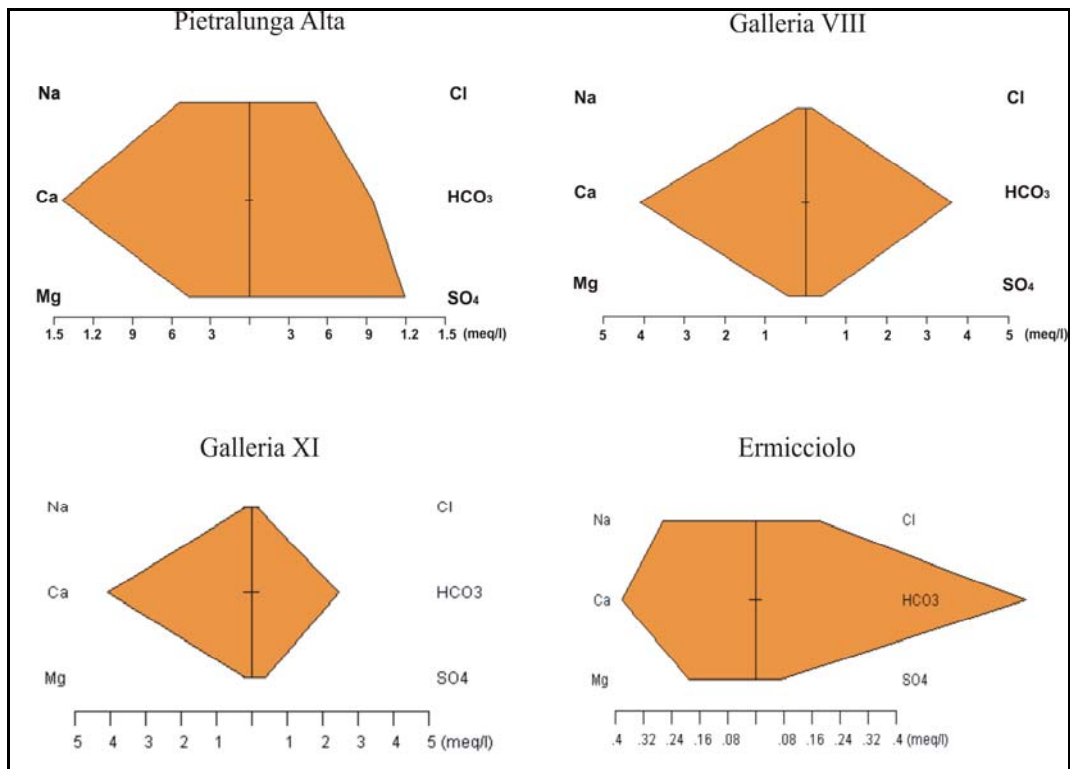 Pietralunga Alta
Na Cl
Ca HCO₃
Mg SO₄
1.5 1.2 9 6 3 3 6 9 1.2 1.5 (meq/l)
Galleria VIII
Na Cl
Ca HCO₃
Mg SO₄
5 4 3 2 1 1 2 3 4 5 (meq/l)
Galleria XI
Na Cl
Ca HCO3
Mg SO4
5 4 3 2 1 1 2 3 4 5 (meq/l)
Ermicciolo
Na Cl
Ca HCO3
Mg SO4
.4 .32 .24 .16 .08 .08 .16 .24 .32 .4 (meq/l)